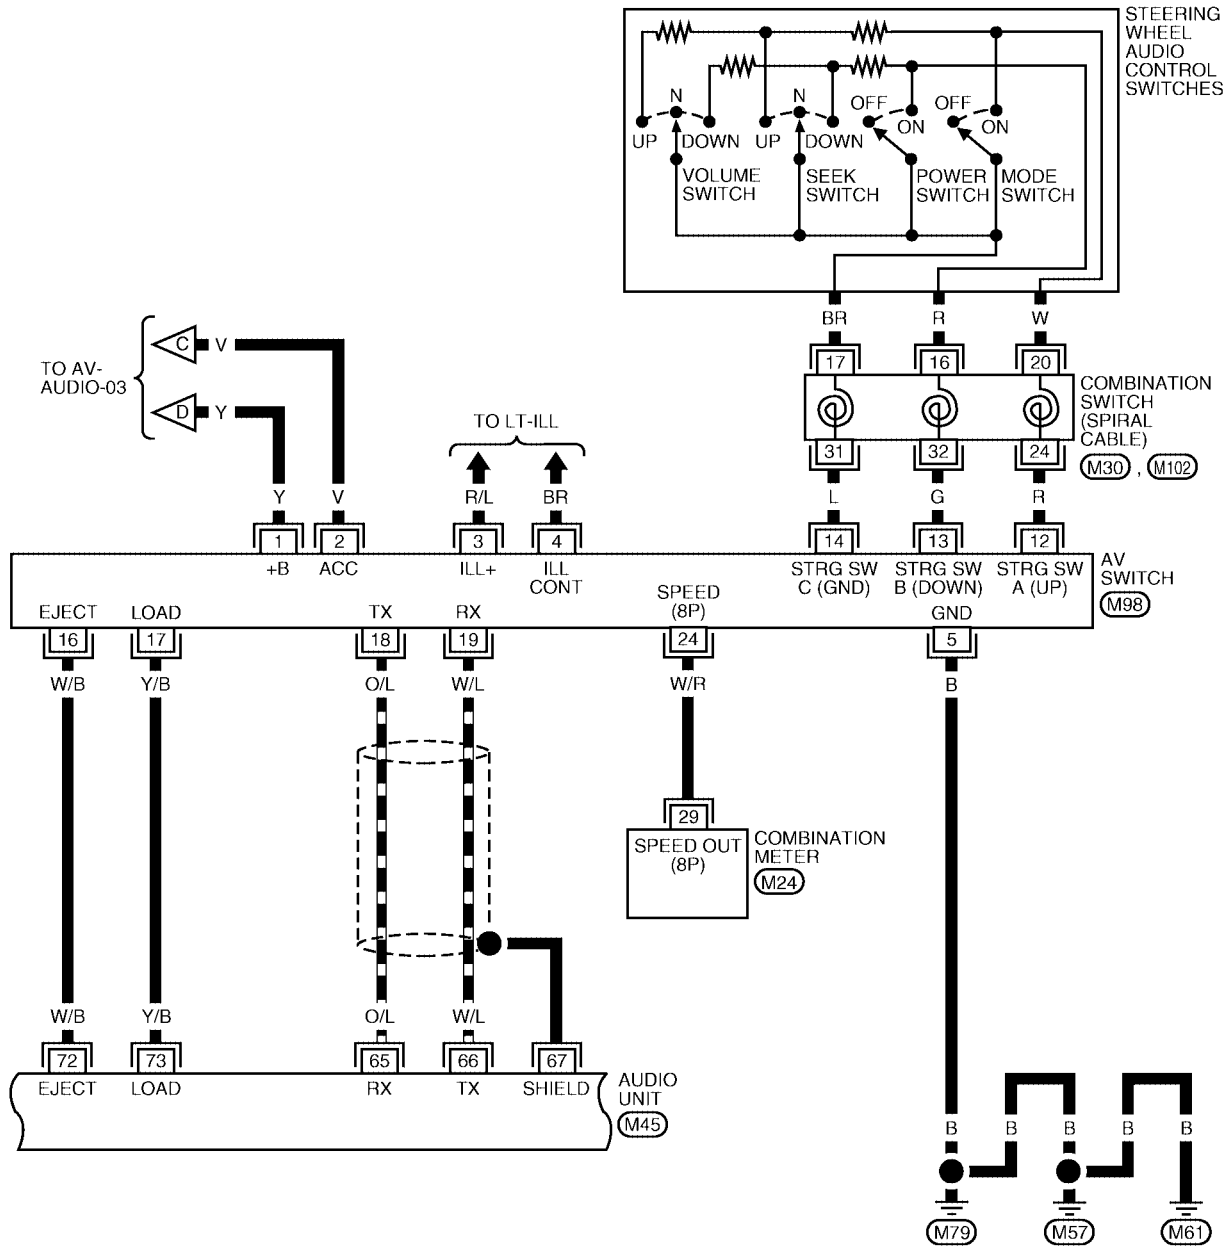 STEERING
WHEEL
AUDIO
CONTROL
SWITCHES
N
N
OFF
OFF
ON
ON
UP
DOWN
UP
DOWN
VOLUME
SWITCH
SEEK
SWITCH
POWER
SWITCH
MODE
SWITCH
BR
R
W
17
16
20
COMBINATION
SWITCH
(SPIRAL
CABLE)
M30 , M102
31
32
24
L
G
R
TO AV-
AUDIO-03
C
V
D
Y
TO LT-ILL
Y
V
R/L
BR
1
2
3
4
14
13
12
+B
ACC
ILL+
ILL
CONT
STRG SW
C (GND)
STRG SW
B (DOWN)
STRG SW
A (UP)
AV
SWITCH
M98
EJECT
LOAD
TX
RX
SPEED
(8P)
GND
16
17
18
19
24
5
W/B
Y/B
O/L
W/L
W/R
B
29
SPEED OUT
(8P)
COMBINATION
METER
M24
W/B
Y/B
O/L
W/L
72
73
65
66
67
EJECT
LOAD
RX
TX
SHIELD
AUDIO
UNIT
M45
B
B
B
B
B
M79
M57
M61